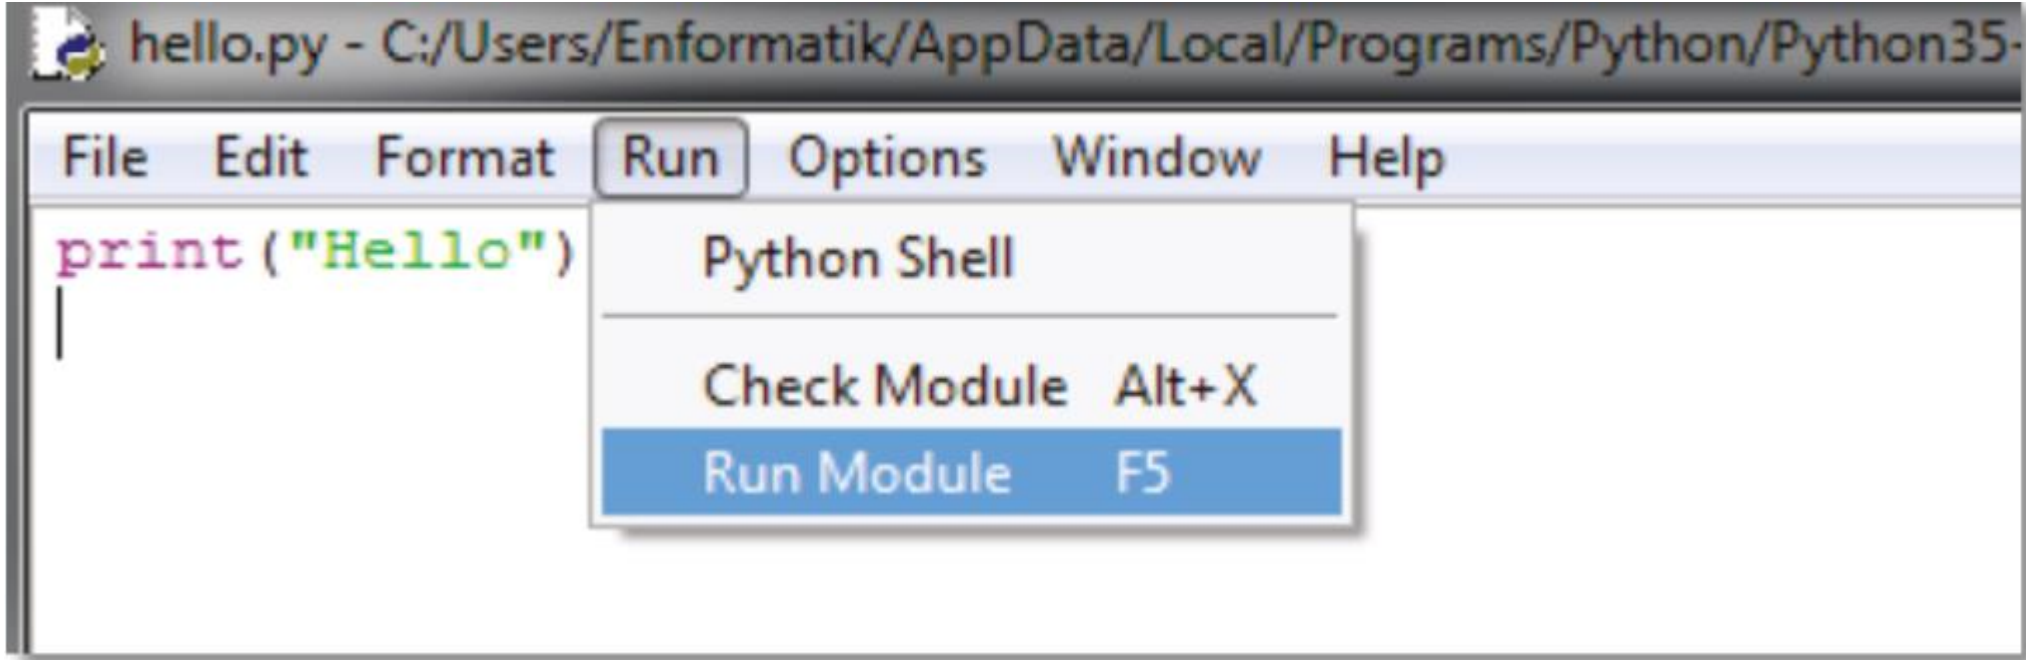 hello.py - C:/Users/Enformatik/AppData/Local/Programs/Python/Python35-
File Edit Format Run Options Window Help
print("Hello")
Python Shell
Check Module Alt+X
Run Module F5